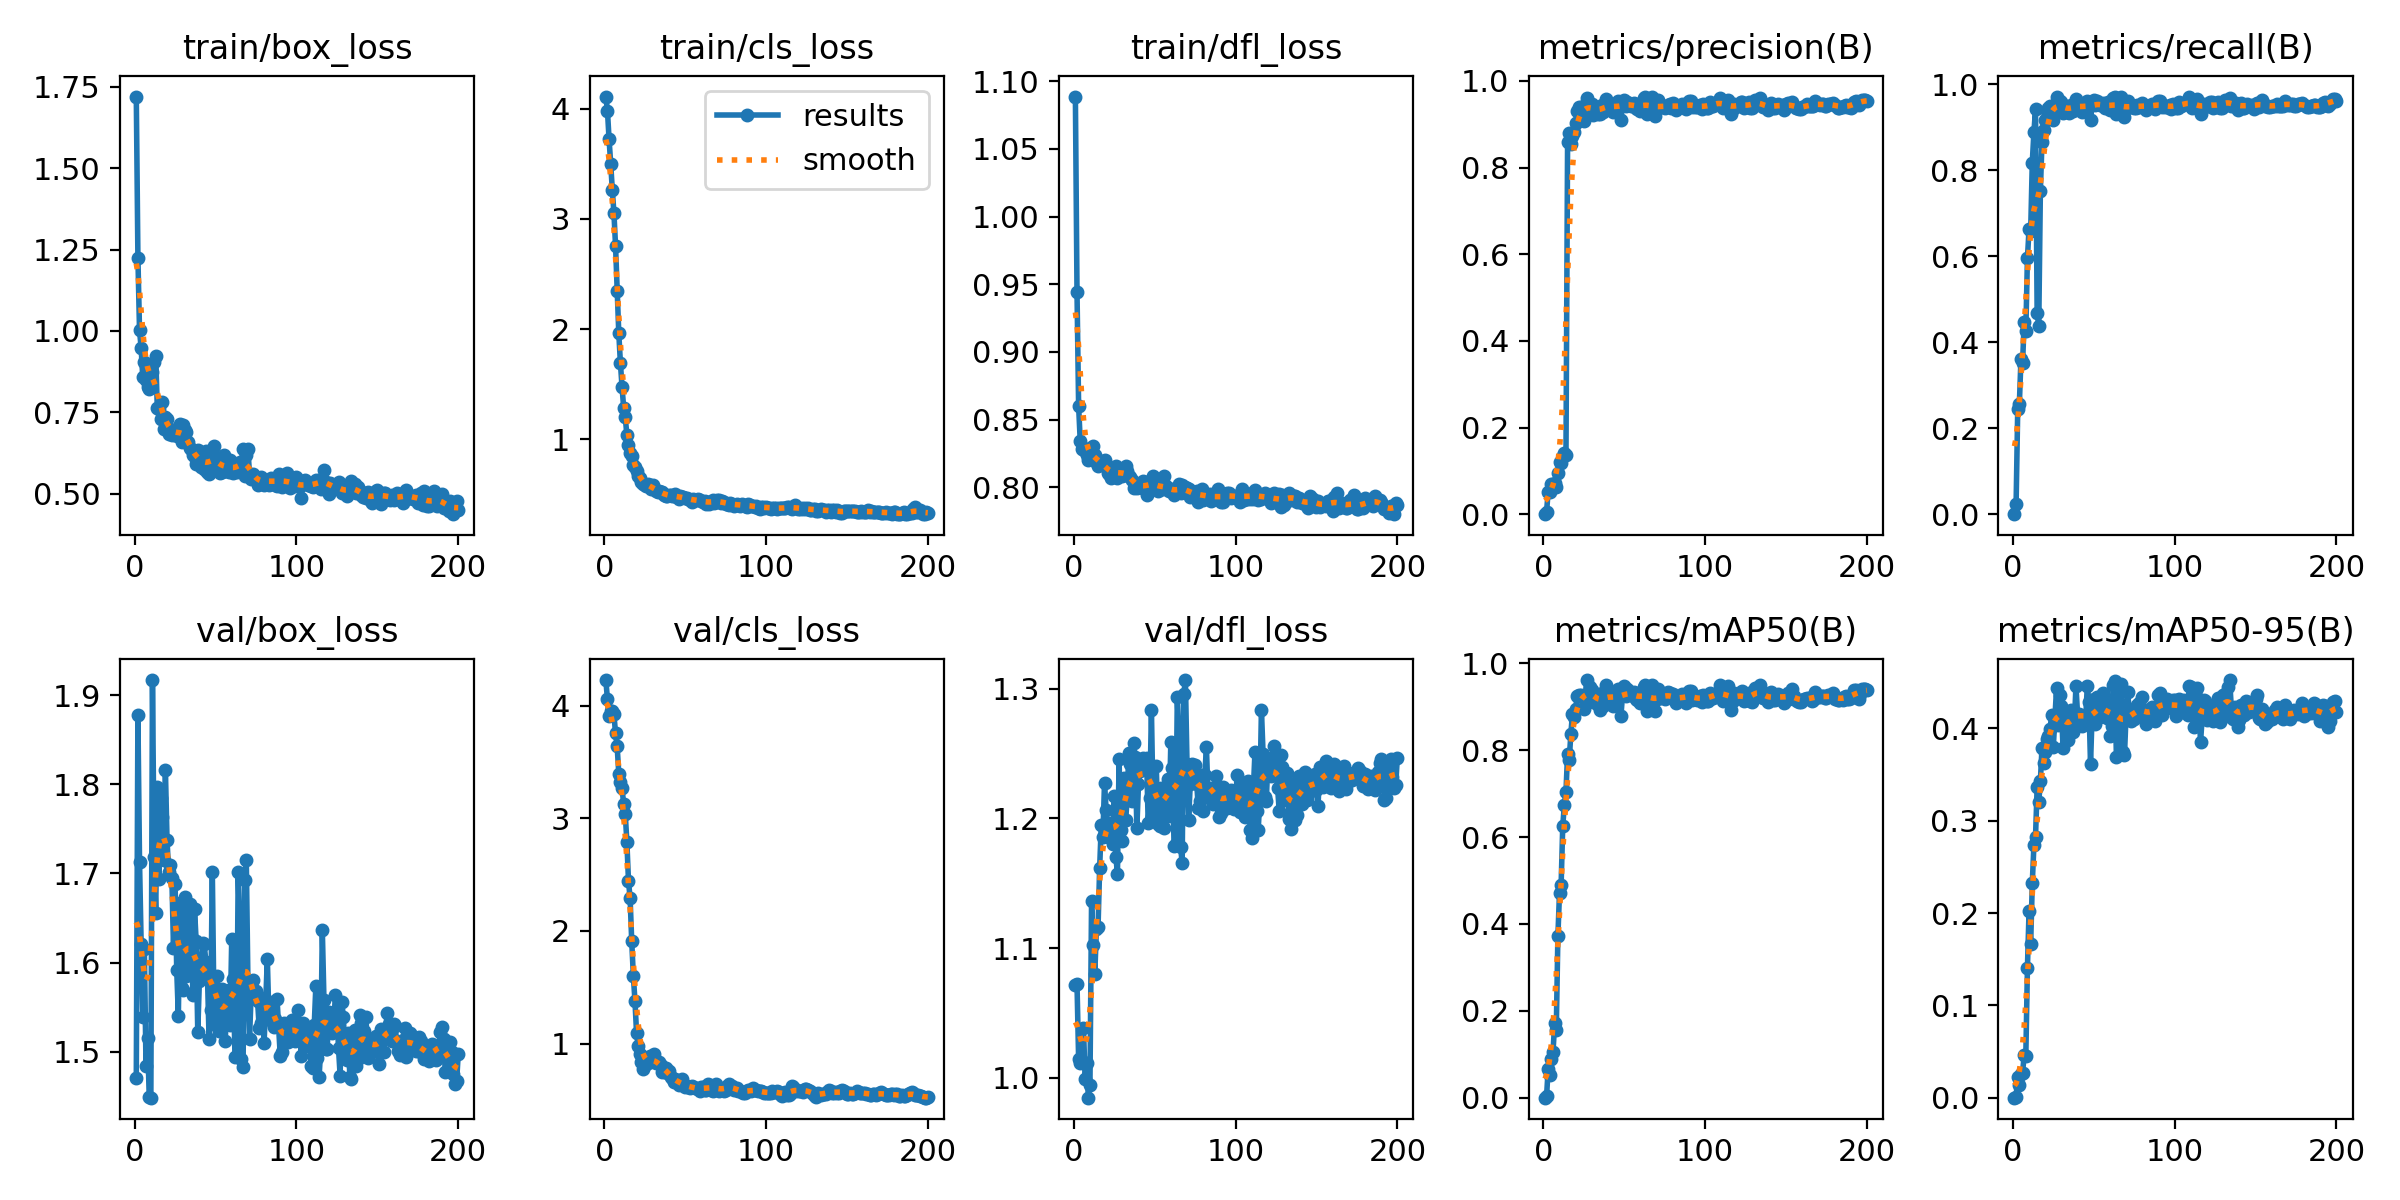 train/box_loss
1.75
1.50
1.25
1.00
0.75
0.50
0 100 200
train/cls_loss
results
smooth
4
3
2
1
0 100 200
train/dfl_loss
1.10
1.05
1.00
0.95
0.90
0.85
0.80
0 100 200
metrics/precision(B)
1.0
0.8
0.6
0.4
0.2
0.0
0 100 200
metrics/recall(B)
1.0
0.8
0.6
0.4
0.2
0.0
0 100 200
val/box_loss
1.9
1.8
1.7
1.6
1.5
0 100 200
val/cls_loss
4
3
2
1
0 100 200
val/dfl_loss
1.3
1.2
1.1
1.0
0 100 200
metrics/mAP50(B)
1.0
0.8
0.6
0.4
0.2
0.0
0 100 200
metrics/mAP50-95(B)
0.4
0.3
0.2
0.1
0.0
0 100 200